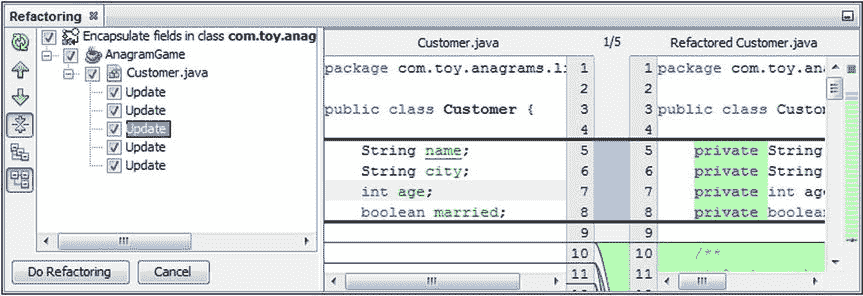 Refactoring
Encapsulate fields in class com.toy.anag
AnagramGame
Customer.java
Update
Update
Update
Update
Update
Do Refactoring Cancel
Customer.java 1/5 Refactored Customer.java
package com.toy.anagrams.li 1 1 package com.toy.ana
2 2
public class Customer { 3 3 public class Custo
4 4
String name; 5 5 private String
String city; 6 6 private String
int age; 7 7 private int ag
boolean married; 8 8 private boolea
9 9
10 10 /**
11 11